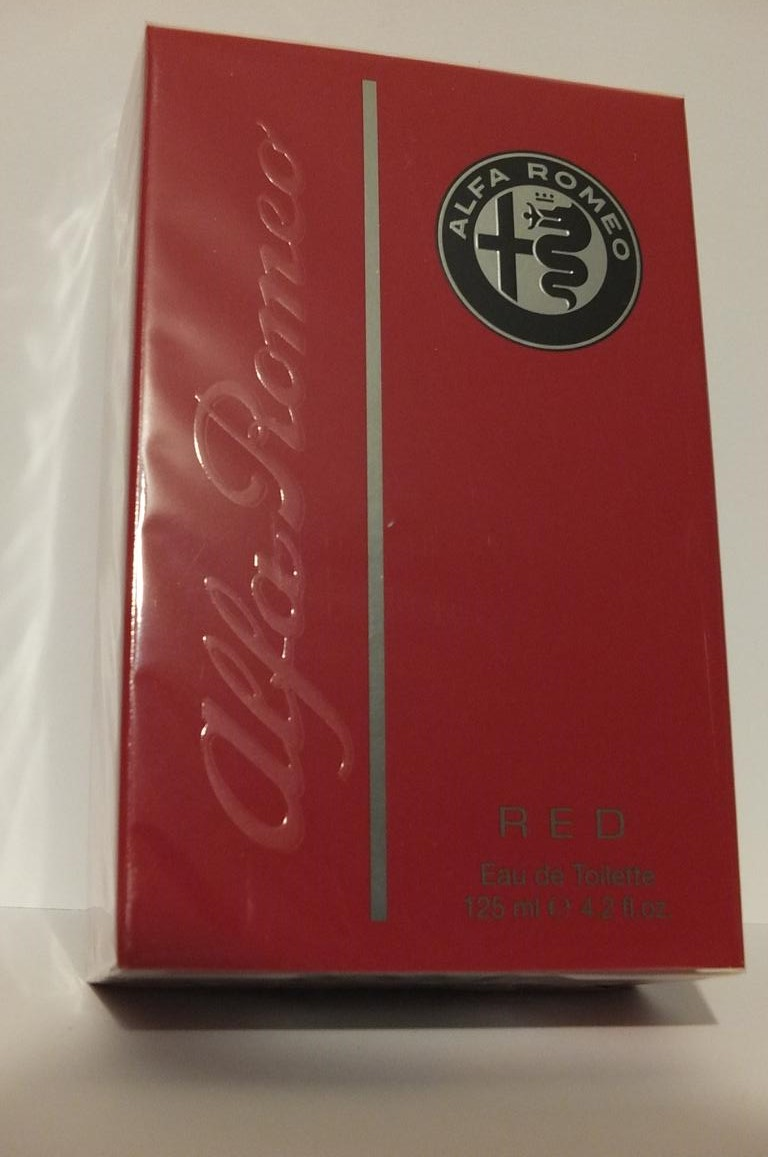 Alfa Romeo
ALFA ROMEO
RED
Eau de Toilette
125 ml ℮ 4.2 fl.oz.